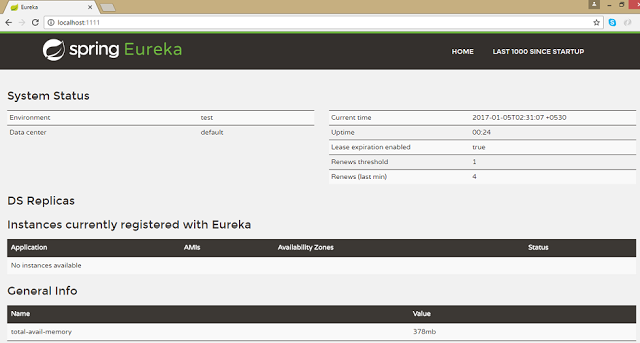 Eureka
localhost:1111
spring Eureka
HOME LAST 1000 SINCE STARTUP
System Status
Environment test
Data center default
Current time 2017-01-05T02:31:07 +0530
Uptime 00:24
Lease expiration enabled true
Renews threshold 1
Renews (last min) 4
DS Replicas
Instances currently registered with Eureka
Application AMIs Availability Zones Status
No instances available
General Info
Name Value
total-avail-memory 378mb